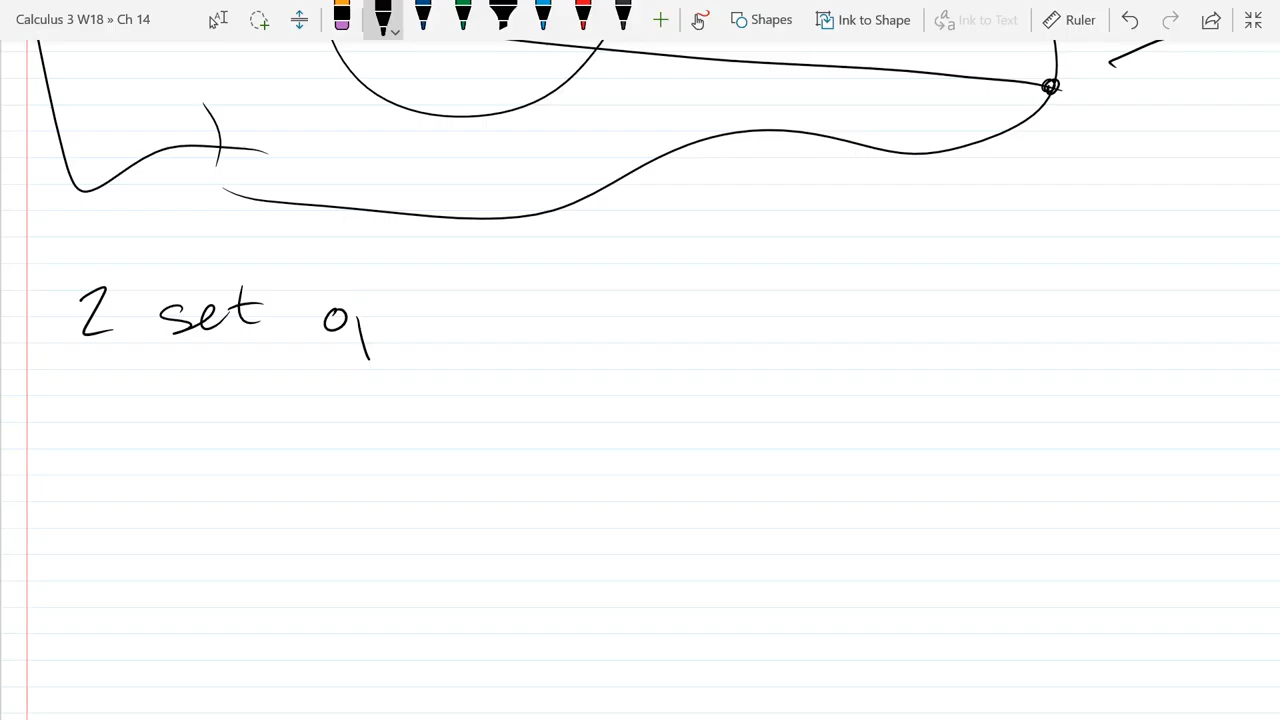 Calculus 3 W18 » Ch 14
Shapes
Ink to Shape
Ink to Text
Ruler
2 set